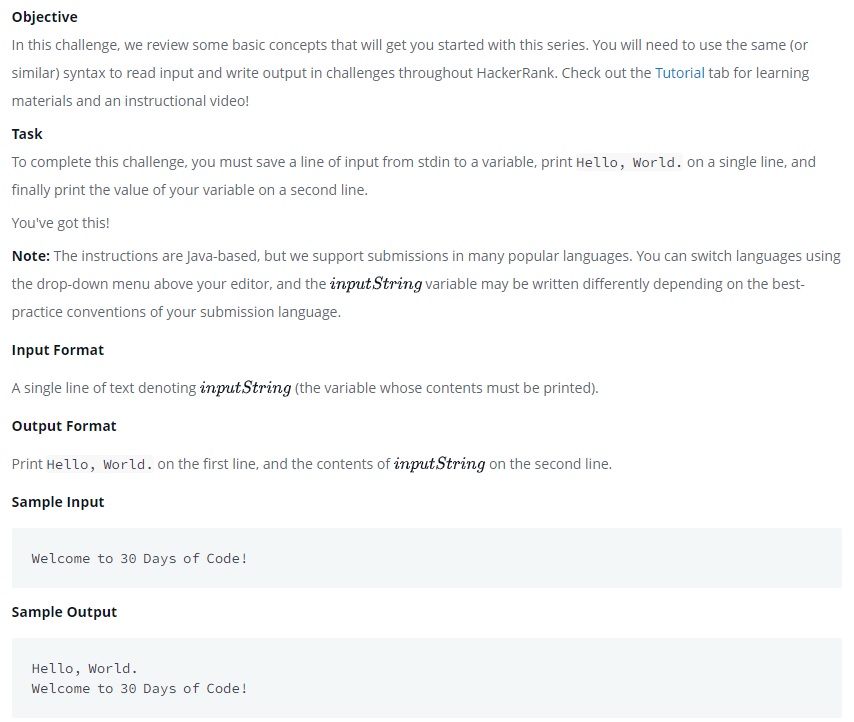 Objective
In this challenge, we review some basic concepts that will get you started with this series. You will need to use the same (or
similar) syntax to read input and write output in challenges throughout HackerRank. Check out the Tutorial tab for learning
materials and an instructional video!
Task
To complete this challenge, you must save a line of input from stdin to a variable, print Hello, World. on a single line, and
finally print the value of your variable on a second line.
You've got this!
Note: The instructions are Java-based, but we support submissions in many popular languages. You can switch languages using
the drop-down menu above your editor, and the inputString variable may be written differently depending on the best-
practice conventions of your submission language.
Input Format
A single line of text denoting inputString (the variable whose contents must be printed).
Output Format
Print Hello, World. on the first line, and the contents of inputString on the second line.
Sample Input
Welcome to 30 Days of Code!
Sample Output
Hello, World.
Welcome to 30 Days of Code!